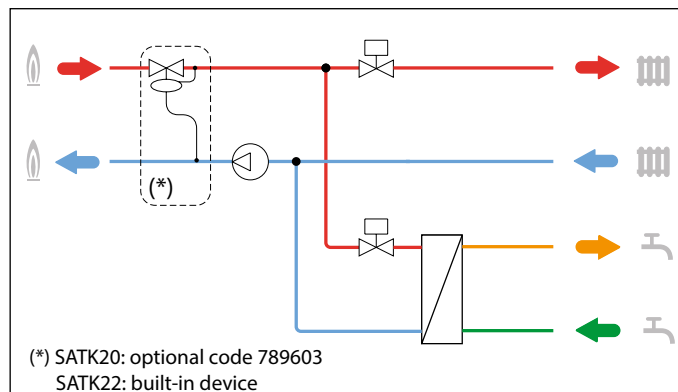 (*)
(*) SATK20: optional code 789603
SATK22: built-in device